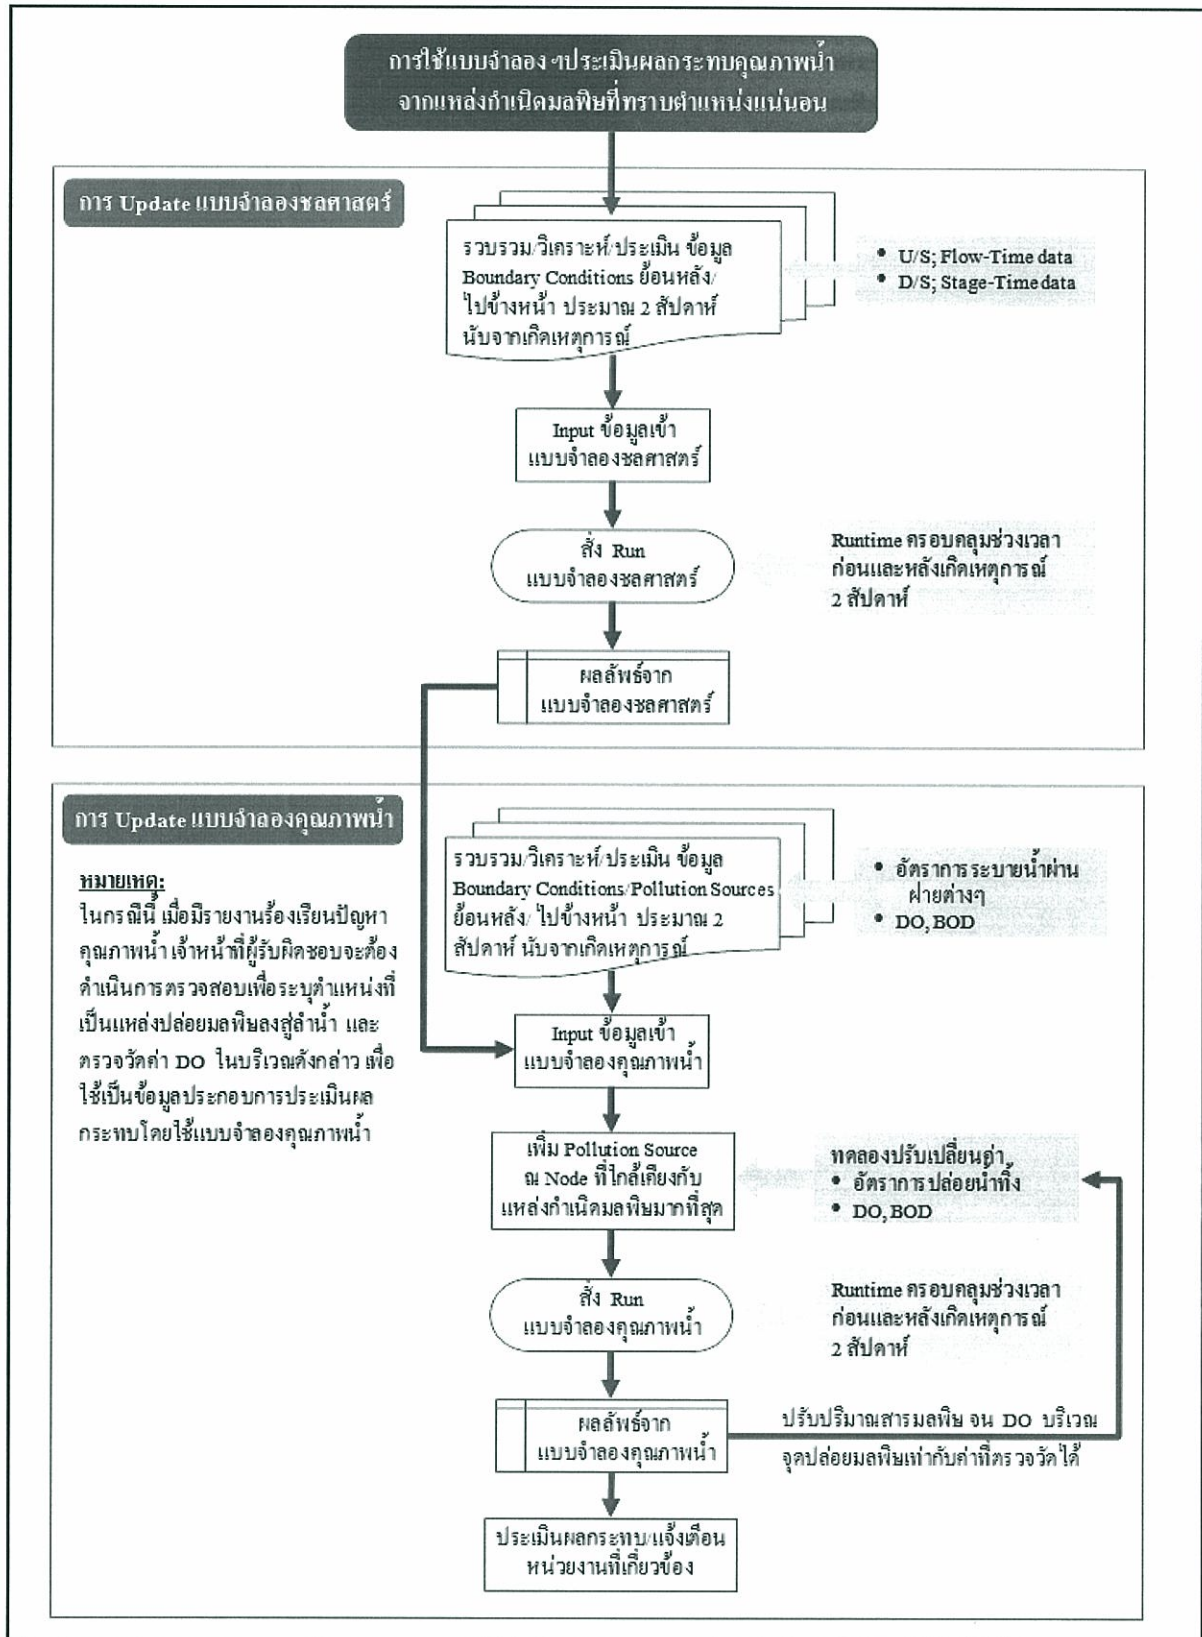 การใช้แบบจำลองฯประเมินผลกระทบคุณภาพน้ำ
จากแหล่งกำเนิดมลพิษที่ทราบตำแหน่งแน่นอน
การ Update แบบจำลองชลศาสตร์
รวบรวม/วิเคราะห์/ประเมิน ข้อมูล
Boundary Conditions ย้อนหลัง/
ไปข้างหน้า ประมาณ 2 สัปดาห์
นับจากเกิดเหตุการณ์
• U/S; Flow-Time data
• D/S; Stage-Time data
Input ข้อมูลเข้า
แบบจำลองชลศาสตร์
สั่ง Run
แบบจำลองชลศาสตร์
Runtime ครอบคลุมช่วงเวลา
ก่อนและหลังเกิดเหตุการณ์
2 สัปดาห์
ผลลัพธ์จาก
แบบจำลองชลศาสตร์
การ Update แบบจำลองคุณภาพน้ำ
หมายเหตุ:
ในกรณีนี้ เมื่อมีรายงานร้องเรียนปัญหา
คุณภาพน้ำ เจ้าหน้าที่ผู้รับผิดชอบจะต้อง
ดำเนินการตรวจสอบเพื่อระบุตำแหน่งที่
เป็นแหล่งปล่อยมลพิษลงสู่ลำน้ำ และ
ตรวจวัดค่า DO ในบริเวณดังกล่าว เพื่อ
ใช้เป็นข้อมูลประกอบการประเมินผล
กระทบโดยใช้แบบจำลองคุณภาพน้ำ
รวบรวม/วิเคราะห์/ประเมิน ข้อมูล
Boundary Conditions/Pollution Sources
ย้อนหลัง/ ไปข้างหน้า ประมาณ 2
สัปดาห์ นับจากเกิดเหตุการณ์
• อัตราการระบายน้ำผ่าน
ฝายต่างๆ
• DO, BOD
Input ข้อมูลเข้า
แบบจำลองคุณภาพน้ำ
เพิ่ม Pollution Source
ณ Node ที่ใกล้เคียงกับ
แหล่งกำเนิดมลพิษมากที่สุด
ทดลองปรับเปลี่ยนค่า
• อัตราการปล่อยน้ำทิ้ง
• DO, BOD
สั่ง Run
แบบจำลองคุณภาพน้ำ
Runtime ครอบคลุมช่วงเวลา
ก่อนและหลังเกิดเหตุการณ์
2 สัปดาห์
ผลลัพธ์จาก
แบบจำลองคุณภาพน้ำ
ปรับปริมาณสารมลพิษ จน DO บริเวณ
จุดปล่อยมลพิษเท่ากับค่าที่ตรวจวัดได้
ประเมินผลกระทบ/แจ้งเตือน
หน่วยงานที่เกี่ยวข้อง